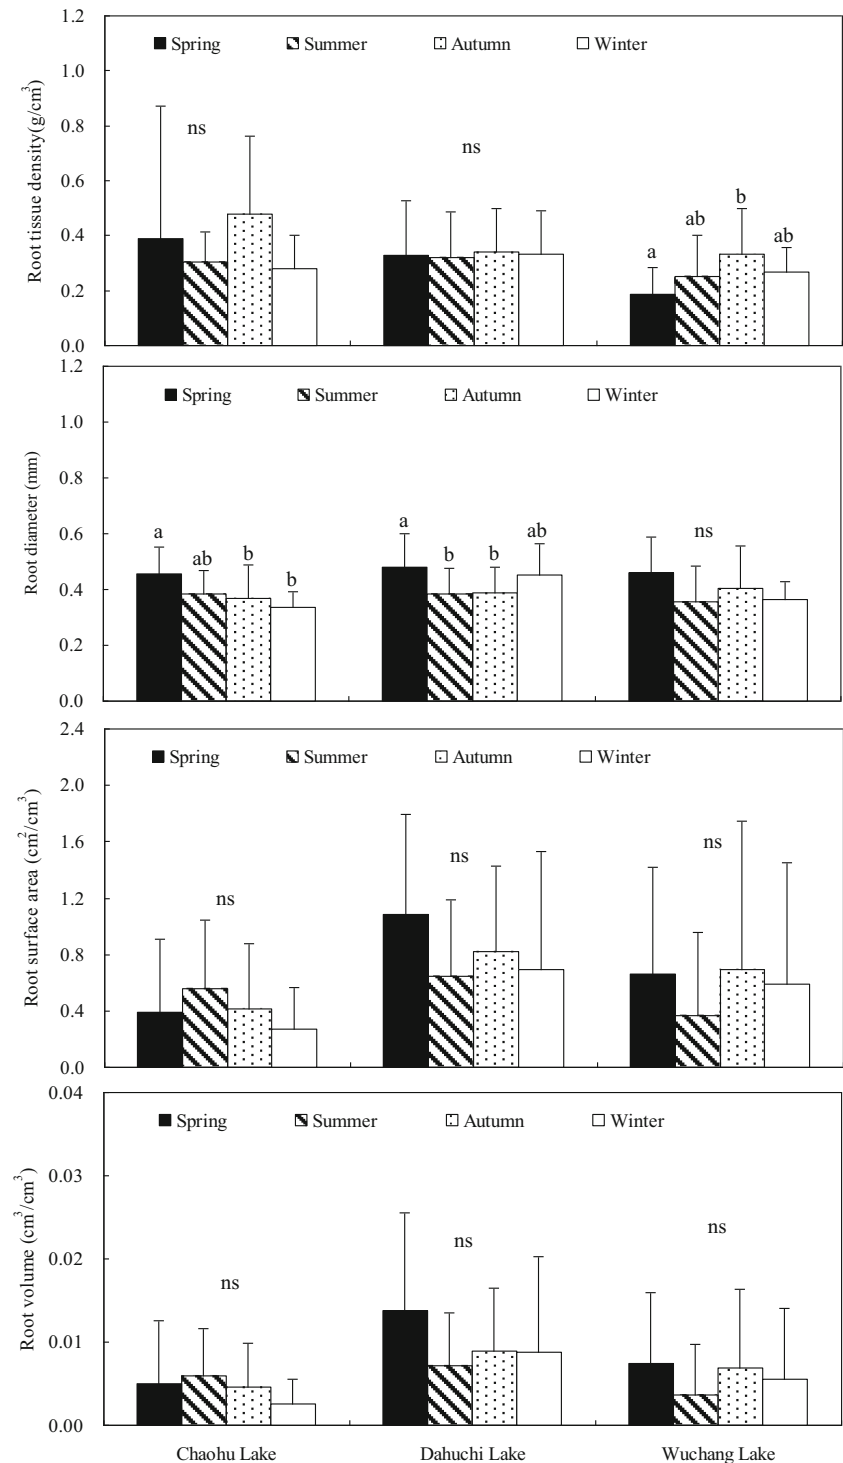 1.2
Spring Summer Autumn Winter
1.0
0.8
0.6
0.4
0.2
0.0
Root tissue density(g/cm³)
ns
ns
a ab b ab
1.2
Spring Summer Autumn Winter
1.0
0.8
0.6
0.4
0.2
0.0
Root diameter (mm)
a ab b b
a b b ab
ns
2.4
Spring Summer Autumn Winter
2.0
1.6
1.2
0.8
0.4
0.0
Root surface area (cm²/cm³)
ns
ns
ns
0.04
Spring Summer Autumn Winter
0.03
0.02
0.01
0.00
Root volume (cm³/cm³)
ns
ns
ns
Chaohu Lake Dahuchi Lake Wuchang Lake